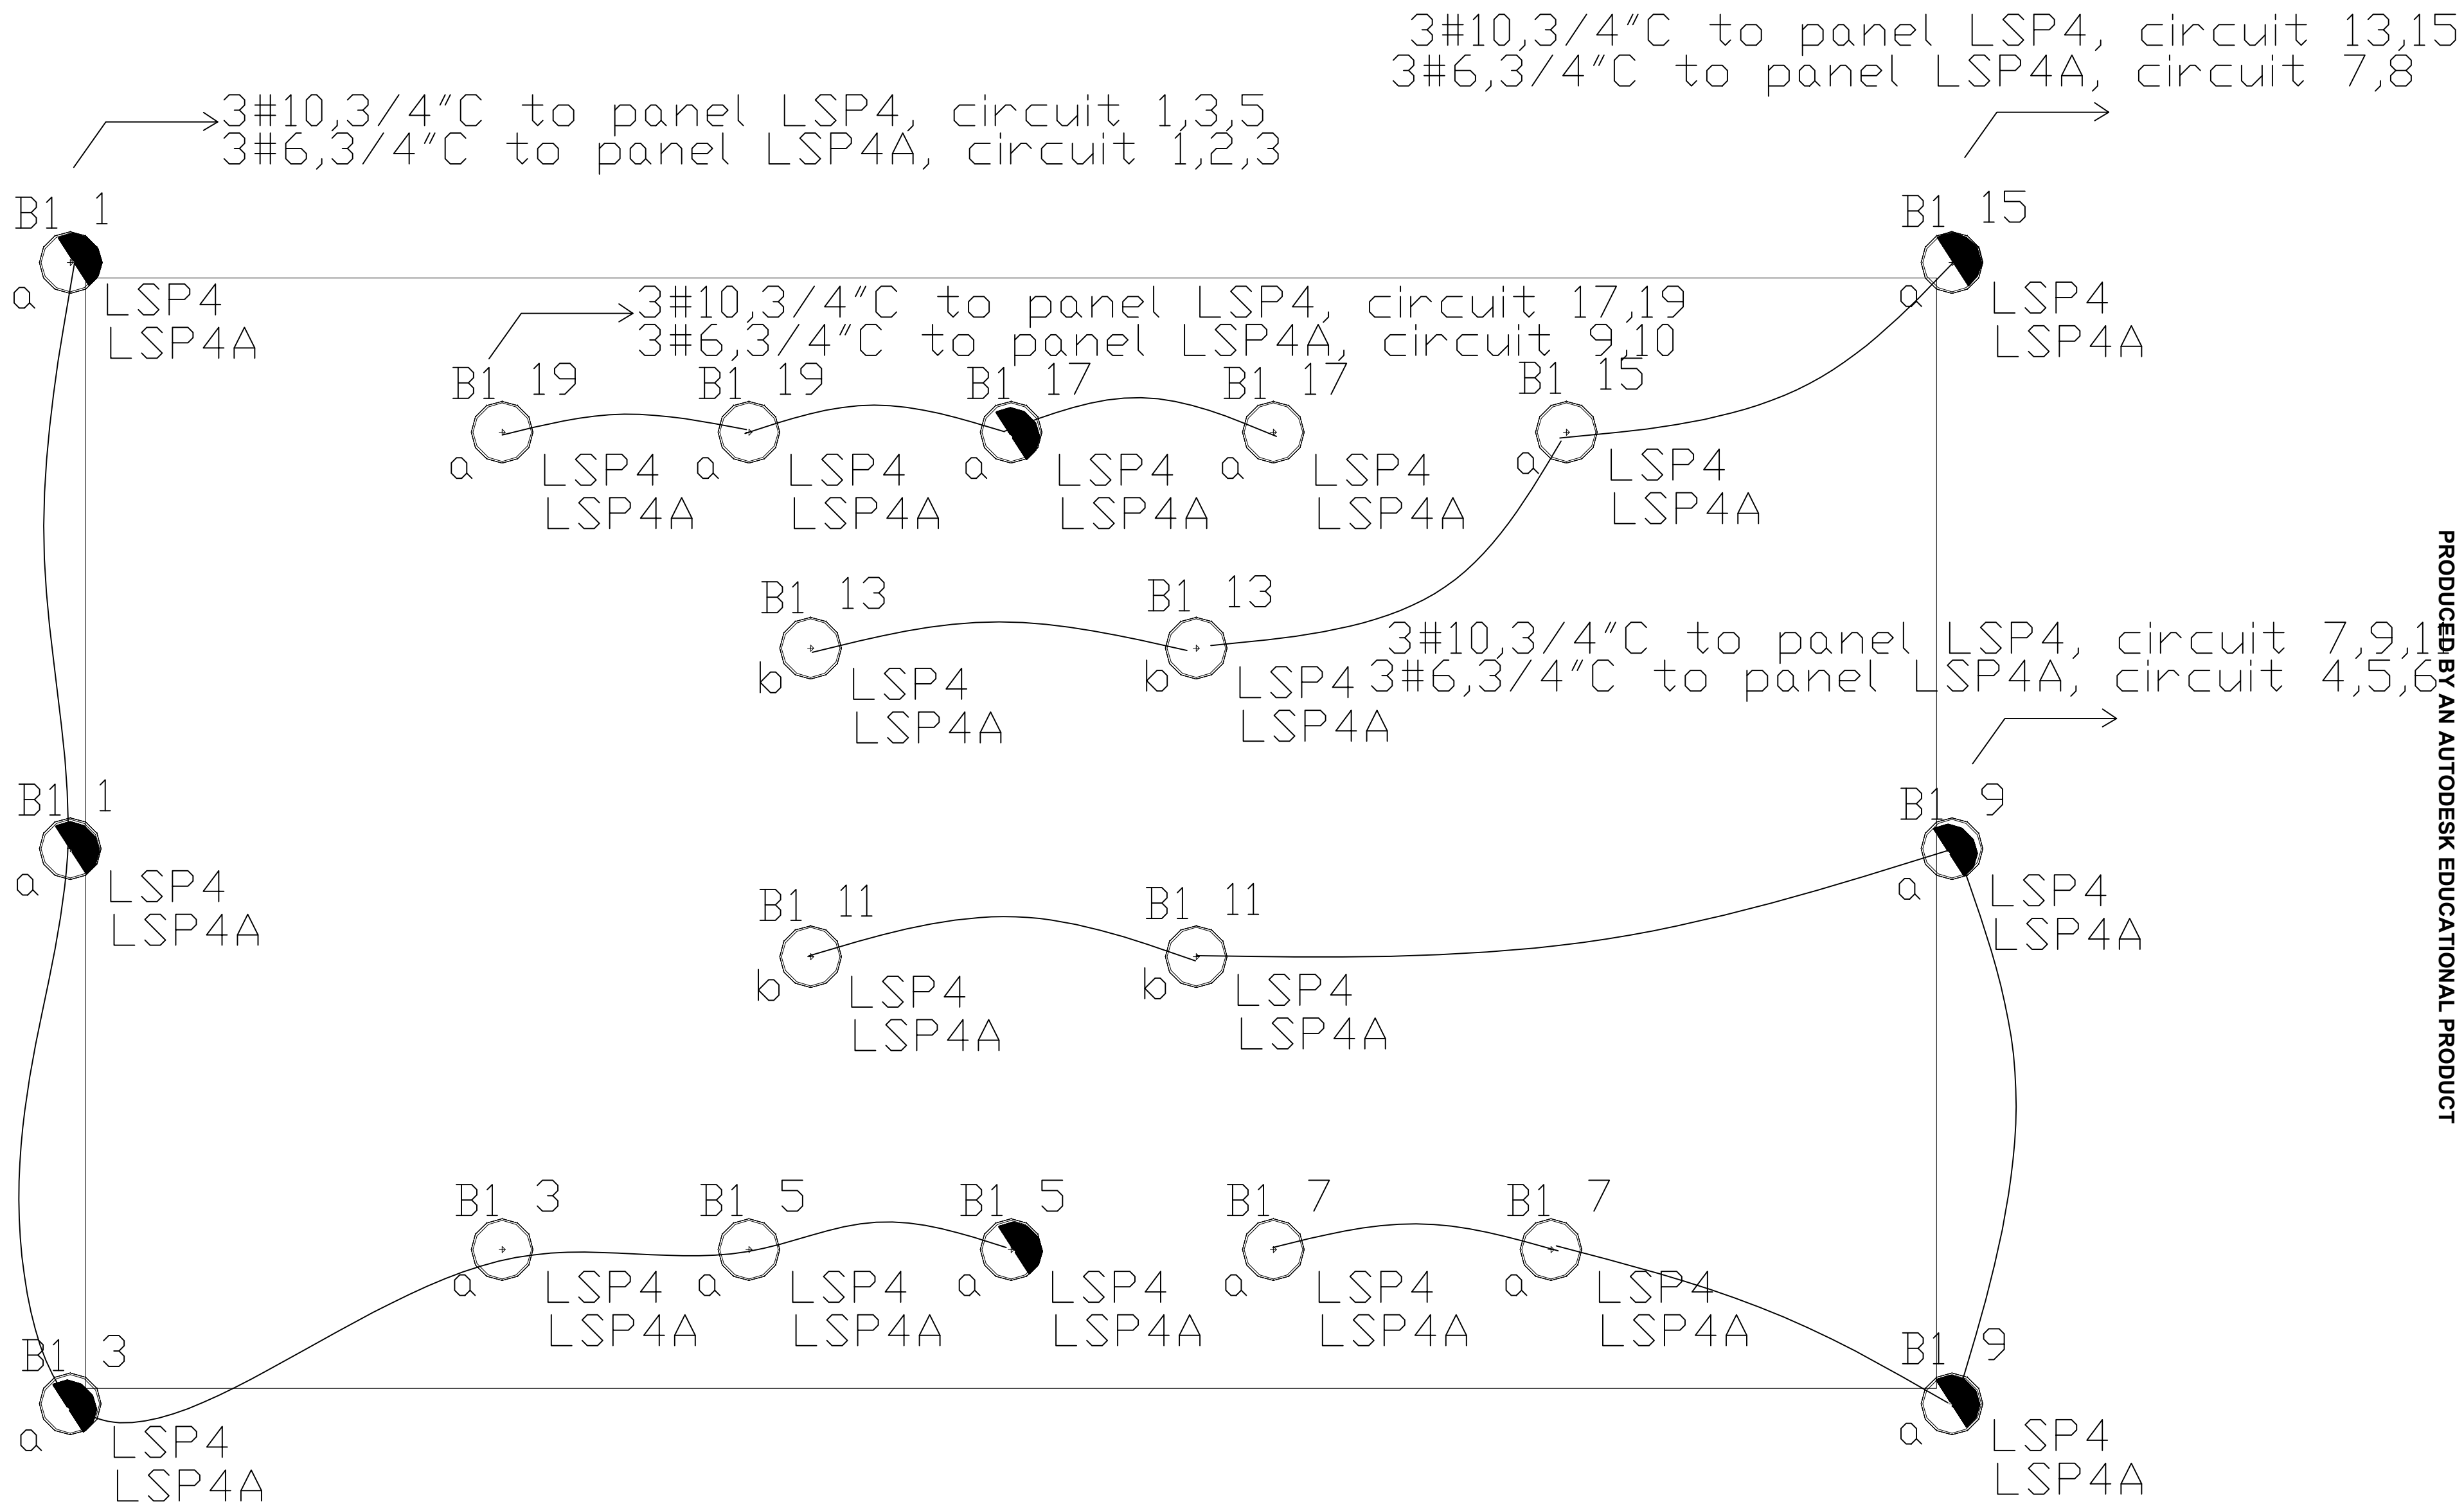 3#10,3/4"C to panel LSP4, circuit 13,15
3#6,3/4"C to panel LSP4A, circuit 7,8
3#10,3/4"C to panel LSP4, circuit 1,3,5
3#6,3/4"C to panel LSP4A, circuit 1,2,3
B1 1
a LSP4
LSP4A
B1 15
a LSP4
LSP4A
3#10,3/4"C to panel LSP4, circuit 17,19
3#6,3/4"C to panel LSP4A, circuit 9,10
B1 19
a LSP4
LSP4A
B1 19
a LSP4
LSP4A
B1 17
a LSP4
LSP4A
B1 17
a LSP4
LSP4A
B1 15
a LSP4
LSP4A
B1 13
b LSP4
LSP4A
B1 13
b LSP4
LSP4A
3#10,3/4"C to panel LSP4, circuit 7,9,11
3#6,3/4"C to panel LSP4A, circuit 4,5,6
B1 1
a LSP4
LSP4A
B1 9
a LSP4
LSP4A
B1 11
b LSP4
LSP4A
B1 11
b LSP4
LSP4A
B1 3
a LSP4
LSP4A
B1 5
a LSP4
LSP4A
B1 5
a LSP4
LSP4A
B1 7
a LSP4
LSP4A
B1 7
a LSP4
LSP4A
B1 3
a LSP4
LSP4A
B1 9
a LSP4
LSP4A
PRODUCED BY AN AUTODESK EDUCATIONAL PRODUCT